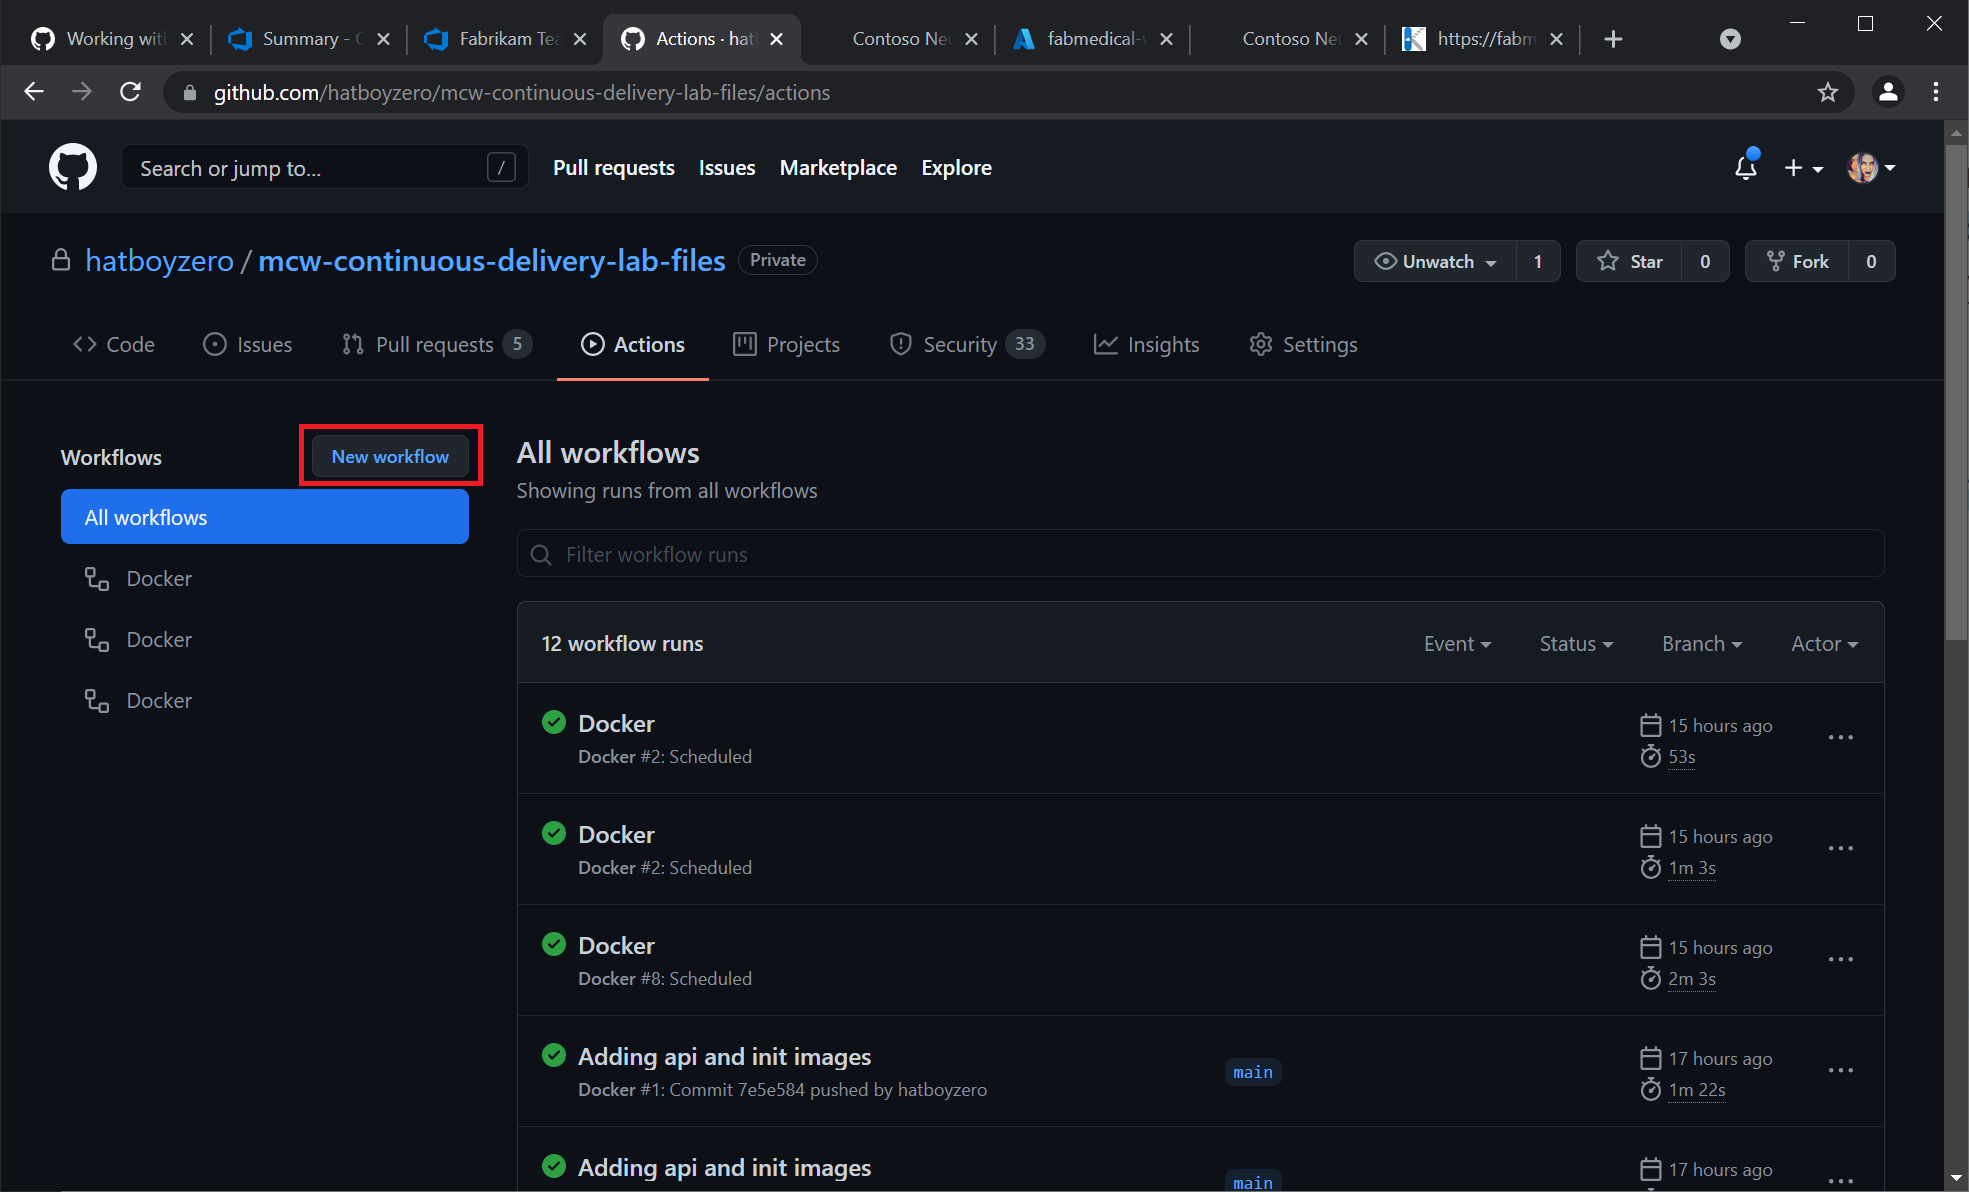 Working wit
Summary - C
Fabrikam Tea
Actions · hat
Contoso Neu
fabmedical-v
Contoso Neu
https://fabm
github.com/hatboyzero/mcw-continuous-delivery-lab-files/actions
Search or jump to... /
Pull requests Issues Marketplace Explore
hatboyzero / mcw-continuous-delivery-lab-files Private
Unwatch 1 Star 0 Fork 0
Code Issues Pull requests 5 Actions Projects Security 33 Insights Settings
Workflows New workflow
All workflows
Docker
Docker
Docker
All workflows
Showing runs from all workflows
Filter workflow runs
12 workflow runs Event Status Branch Actor
Docker 15 hours ago
Docker #2: Scheduled 53s
Docker 15 hours ago
Docker #2: Scheduled 1m 3s
Docker 15 hours ago
Docker #8: Scheduled 2m 3s
Adding api and init images main 17 hours ago
Docker #1: Commit 7e5e584 pushed by hatboyzero 1m 22s
Adding api and init images main 17 hours ago